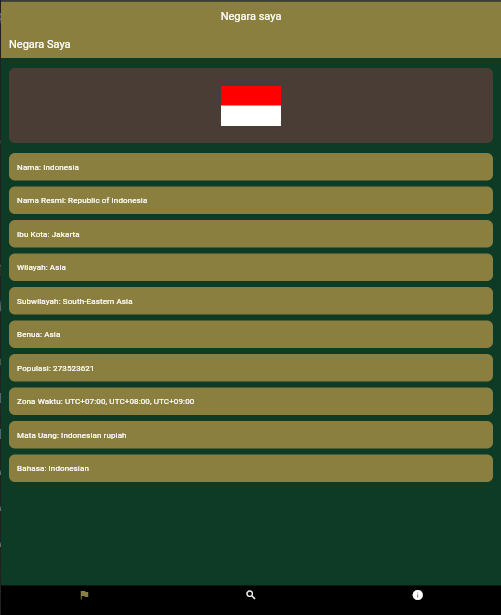 Negara saya
Negara Saya
Nama: Indonesia
Nama Resmi: Republic of Indonesia
Ibu Kota: Jakarta
Wilayah: Asia
Subwilayah: South-Eastern Asia
Benua: Asia
Populasi: 273523621
Zona Waktu: UTC+07:00, UTC+08:00, UTC+09:00
Mata Uang: Indonesian rupiah
Bahasa: Indonesian